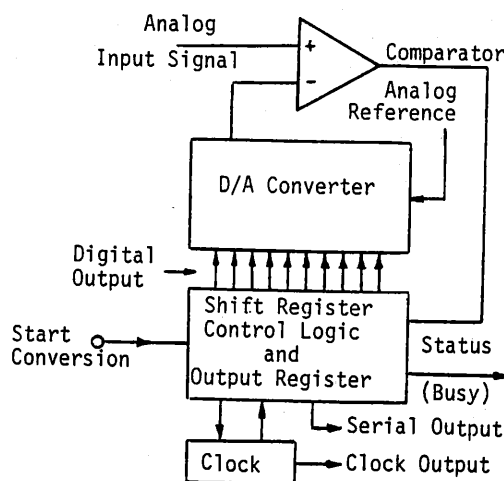 Analog
Input Signal
+
−
Comparator
Analog
Reference
D/A Converter
Digital
Output
Shift Register
Control Logic
and
Output Register
Start
Conversion
Status
(Busy)
Serial Output
Clock
Clock Output